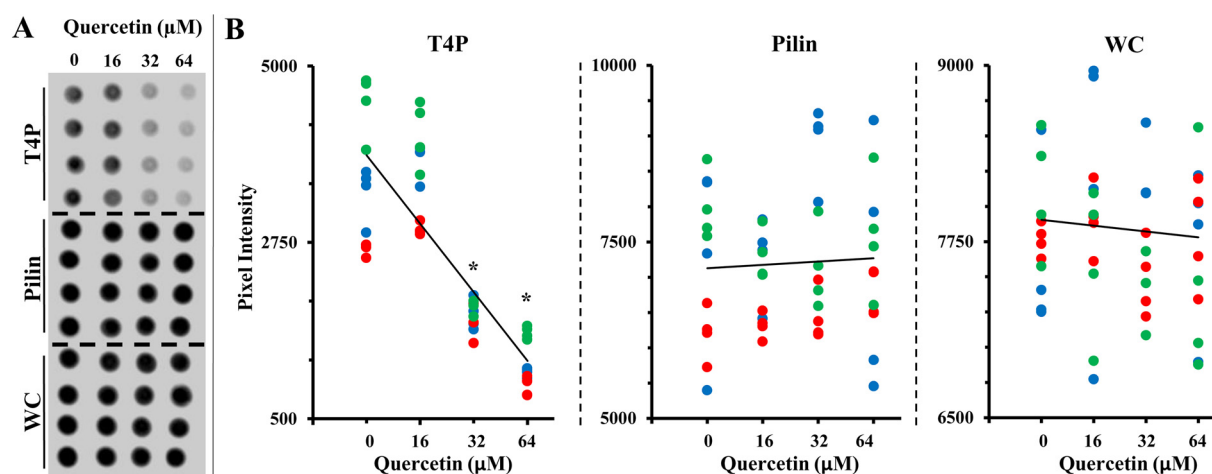 A
Quercetin (µM)
0 16 32 64
T4P
Pilin
WC
B
T4P
Pixel Intensity
5000
2750
500
*
*
0 16 32 64
Quercetin (µM)
Pilin
10000
7500
5000
0 16 32 64
Quercetin (µM)
WC
9000
7750
6500
0 16 32 64
Quercetin (µM)